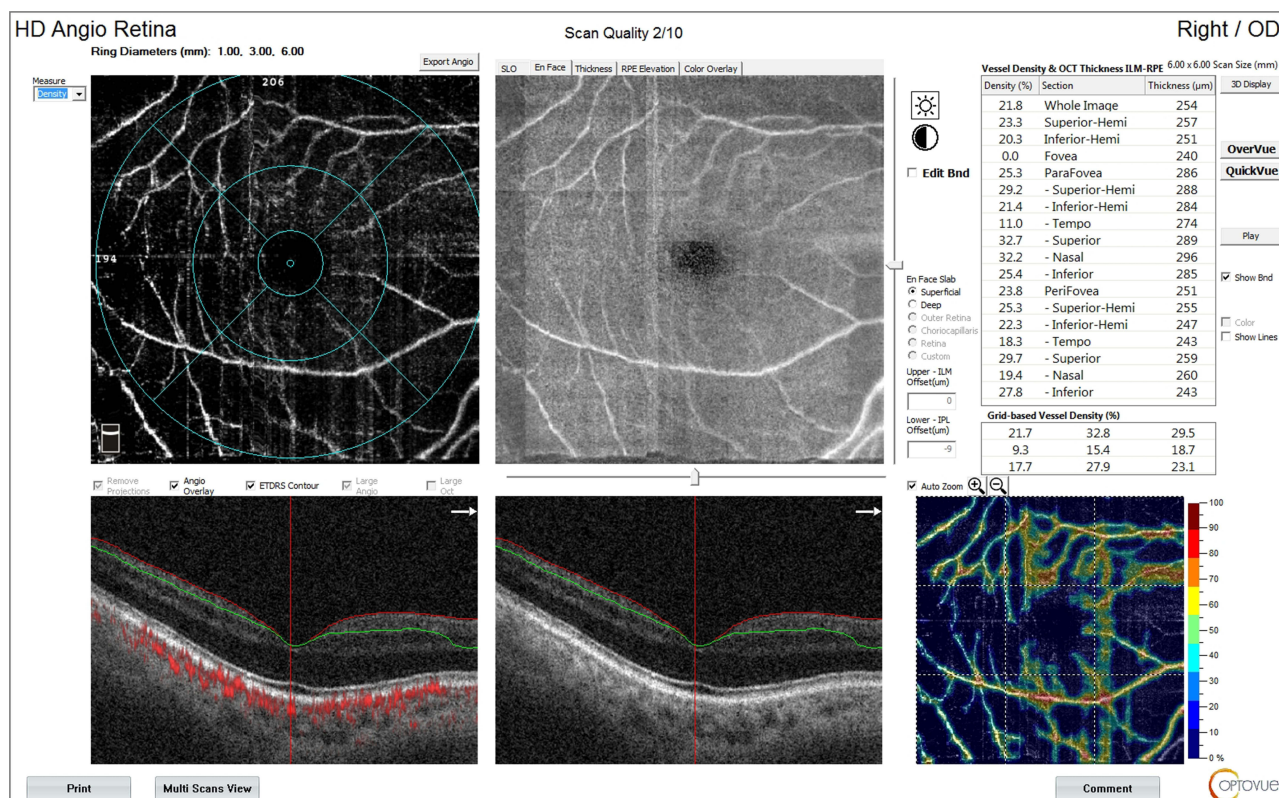 HD Angio Retina
Scan Quality 2/10
Right / OD
Ring Diameters (mm): 1.00, 3.00, 6.00
Export Angio
Measure
Density
206
194
SLO En Face Thickness RPE Elevation Color Overlay
Edit Bnd
En Face Slab
Superficial
Deep
Outer Retina
Choriocapillaris
Retina
Custom
Upper - ILM
Offset(um)
0
Lower - IPL
Offset(um)
-9
Vessel Density & OCT Thickness ILM-RPE 6.00 x 6.00 Scan Size (mm)
Density (%) Section Thickness (µm)
21.8 Whole Image 254
23.3 Superior-Hemi 257
20.3 Inferior-Hemi 251
0.0 Fovea 240
25.3 ParaFovea 286
29.2 - Superior-Hemi 288
21.4 - Inferior-Hemi 284
11.0 - Tempo 274
32.7 - Superior 289
32.2 - Nasal 296
25.4 - Inferior 285
23.8 PeriFovea 251
25.3 - Superior-Hemi 255
22.3 - Inferior-Hemi 247
18.3 - Tempo 243
29.7 - Superior 259
19.4 - Nasal 260
27.8 - Inferior 243
Grid-based Vessel Density (%)
21.7 32.8 29.5
9.3 15.4 18.7
17.7 27.9 23.1
3D Display
OverVue
QuickVue
Play
Show Bnd
Color
Show Lines
Remove
Projections
Angio
Overlay
ETDRS Contour
Large
Angio
Large
Oct
Auto Zoom
100
90
80
70
60
50
40
30
20
10
0 %
Print
Multi Scans View
Comment
OPTOVUE